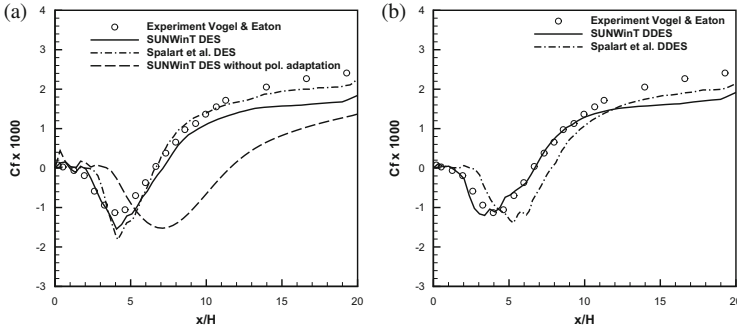 (a)
Experiment Vogel & Eaton
SUNWinT DES
Spalart et al. DES
SUNWinT DES without pol. adaptation
4
3
2
1
0
-1
-2
-3
Cf x 1000
0
5
10
15
20
x/H
(b)
Experiment Vogel & Eaton
SUNWinT DDES
Spalart et al. DDES
4
3
2
1
0
-1
-2
-3
Cf x 1000
0
5
10
15
20
x/H